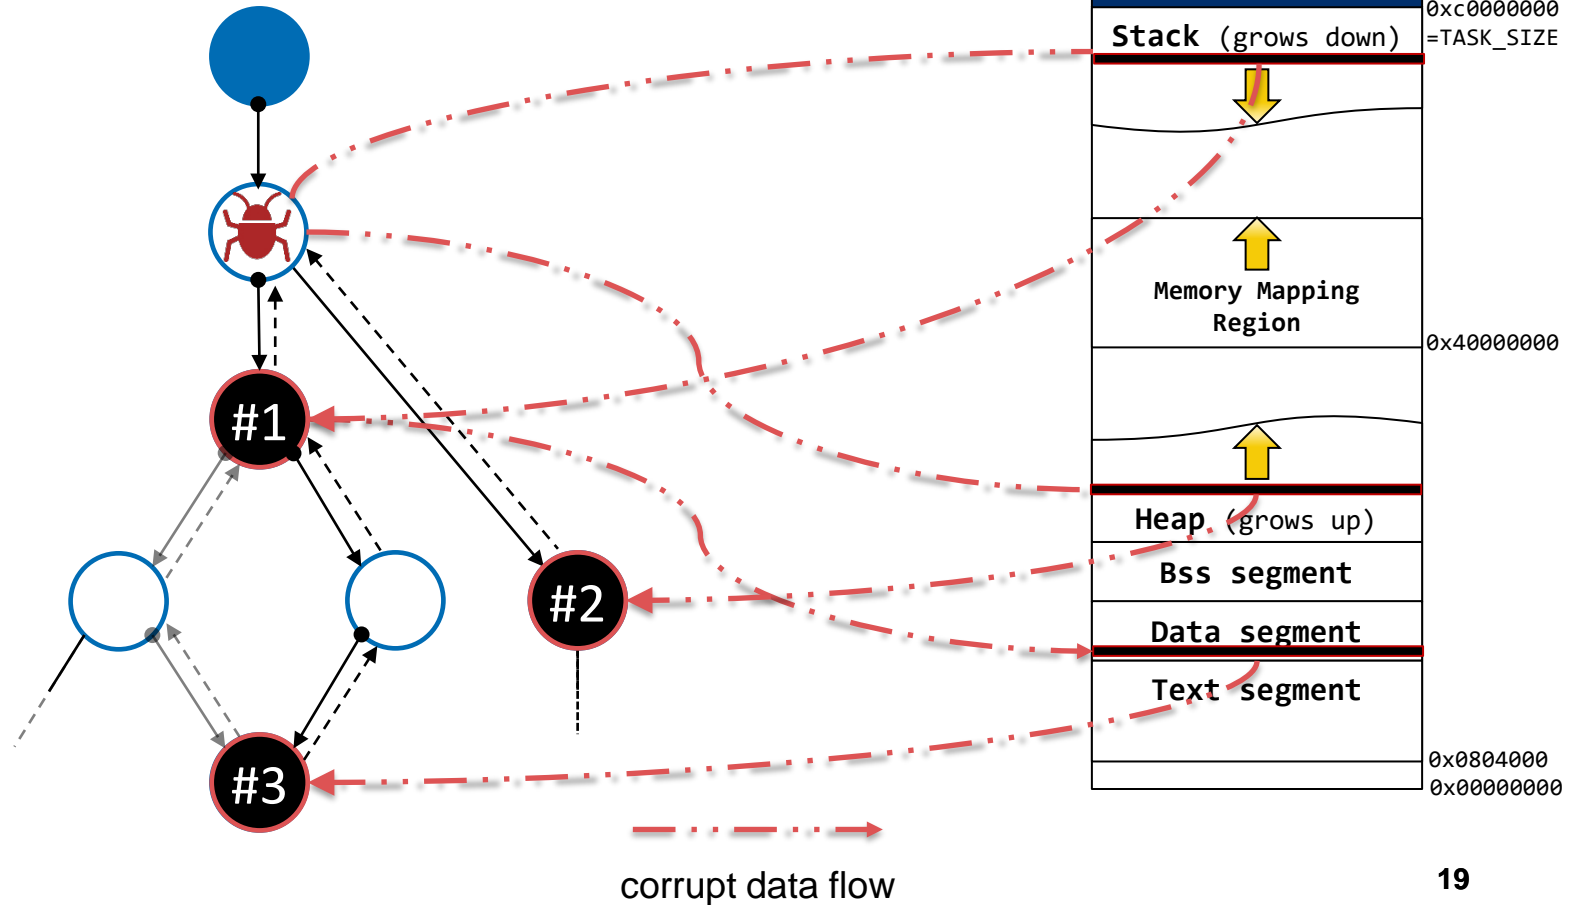 0xc0000000
Stack (grows down)
=TASK_SIZE
Memory Mapping
Region
0x40000000
#1
Heap (grows up)
Bss segment
#2
Data segment
Text segment
0x0804000
#3
0x00000000
corrupt data flow
19